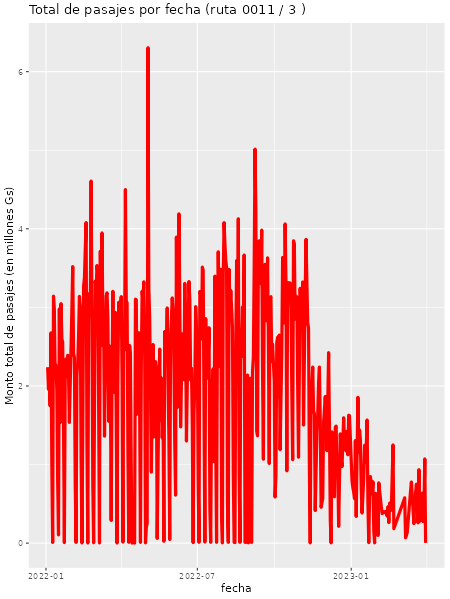 Total de pasajes por fecha (ruta 0011 / 3 )
Monto total de pasajes (en millones Gs)
6
4
2
0
2022-01
2022-07
2023-01
fecha